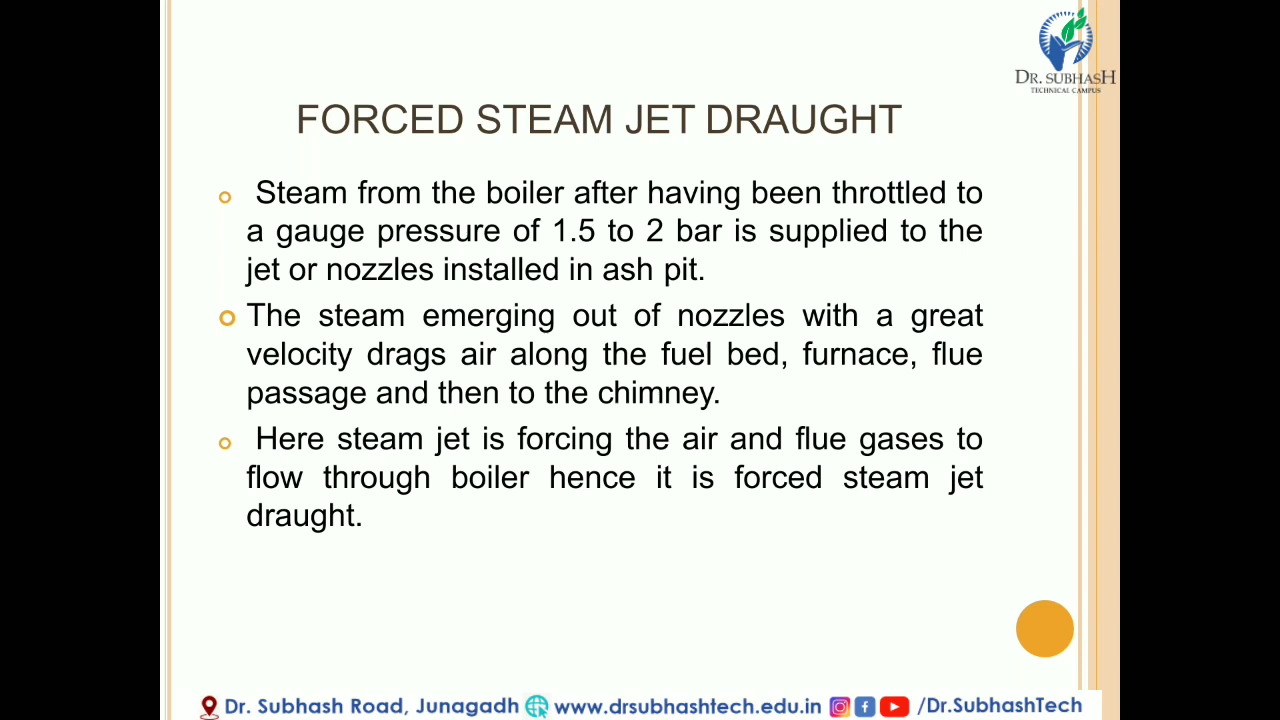 DR. SUBHASH
TECHNICAL CAMPUS
FORCED STEAM JET DRAUGHT
Steam from the boiler after having been throttled to
a gauge pressure of 1.5 to 2 bar is supplied to the
jet or nozzles installed in ash pit.
The steam emerging out of nozzles with a great
velocity drags air along the fuel bed, furnace, flue
passage and then to the chimney.
Here steam jet is forcing the air and flue gases to
flow through boiler hence it is forced steam jet
draught.
Dr. Subhash Road, Junagadh www.drsubhashtech.edu.in /Dr.SubhashTech